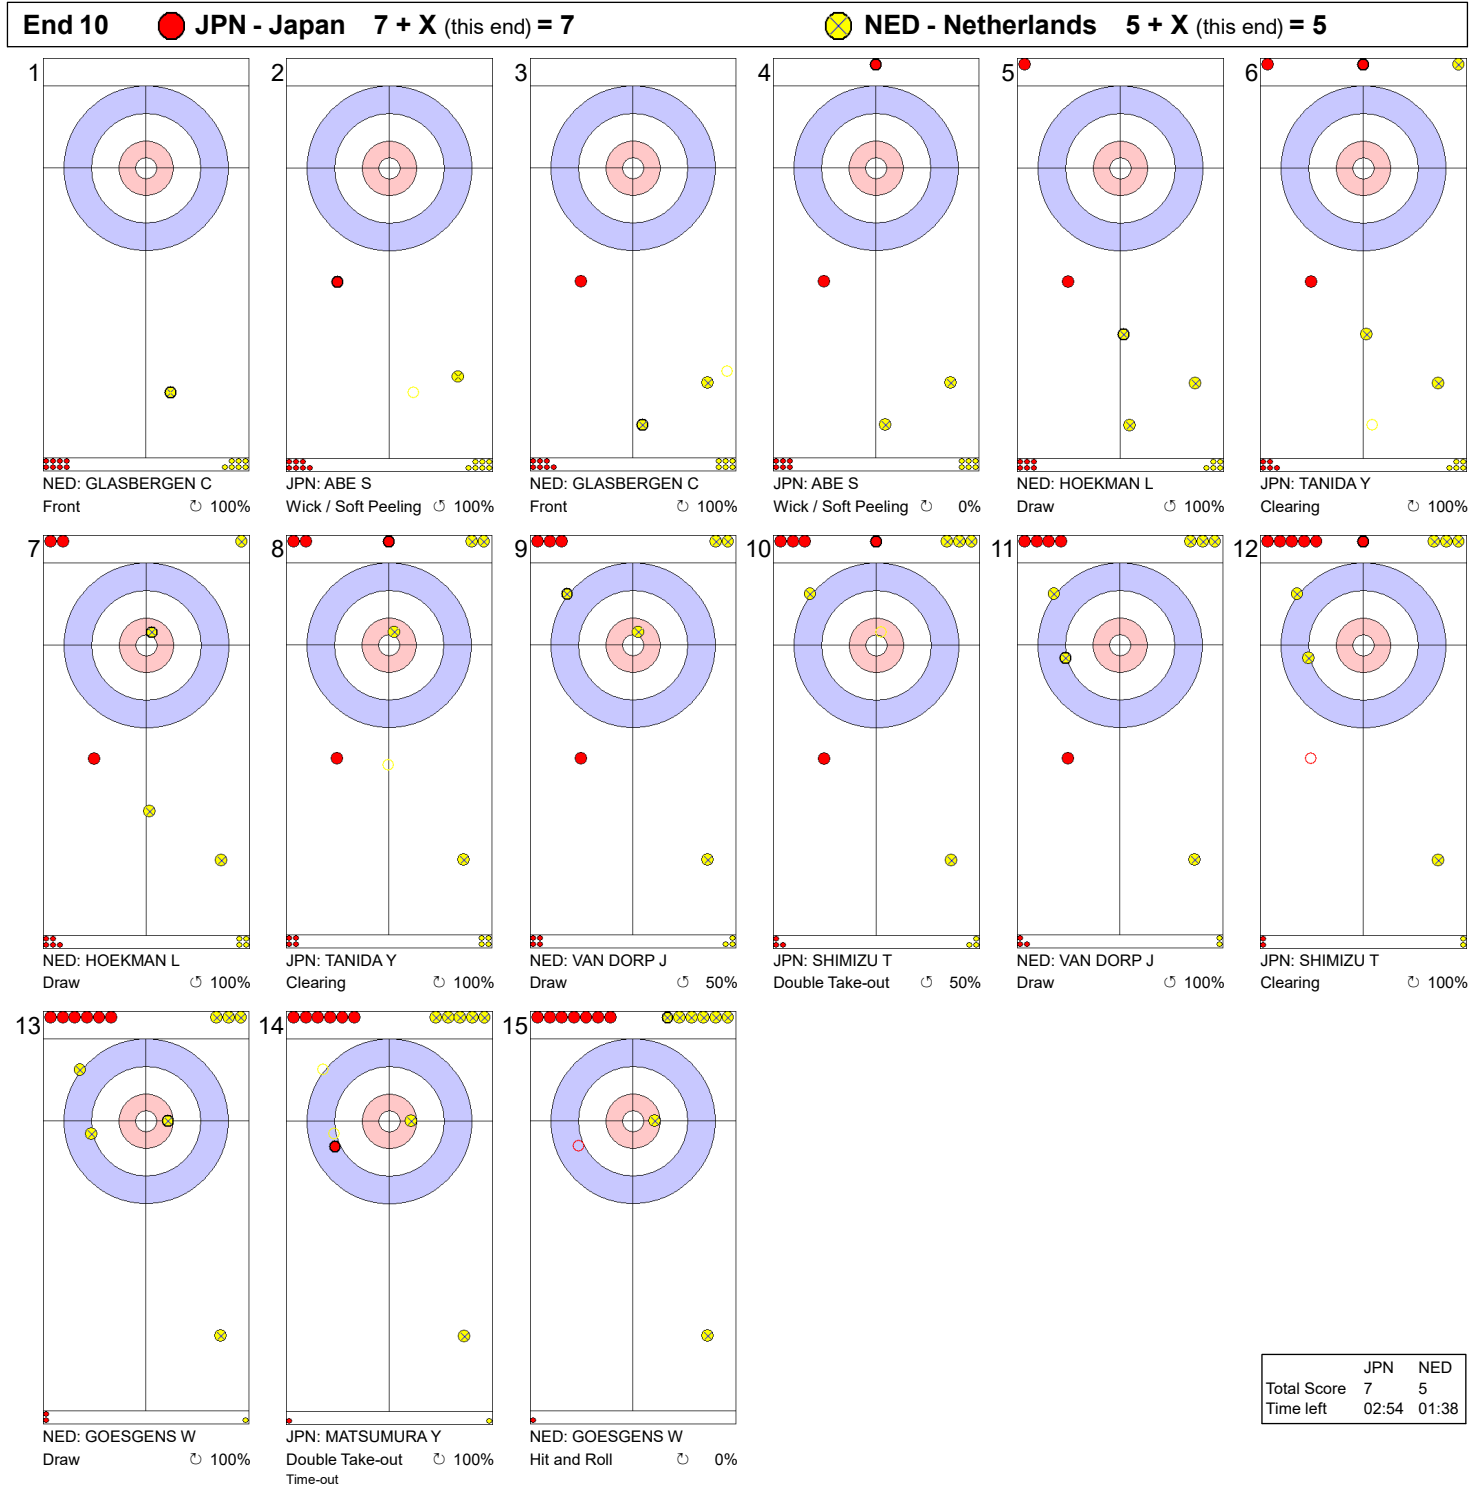 End 10 JPN - Japan 7 + X (this end) = 7 NED - Netherlands 5 + X (this end) = 5
1 2 3 4 5 6
NED: GLASBERGEN C JPN: ABE S NED: GLASBERGEN C JPN: ABE S NED: HOEKMAN L JPN: TANIDA Y
Front ↻ 100% Wick / Soft Peeling ↻ 100% Front ↻ 100% Wick / Soft Peeling ↻ 0% Draw ↻ 100% Clearing ↻ 100%
7 8 9 10 11 12
NED: HOEKMAN L JPN: TANIDA Y NED: VAN DORP J JPN: SHIMIZU T NED: VAN DORP J JPN: SHIMIZU T
Draw ↺ 100% Clearing ↻ 100% Draw ↺ 50% Double Take-out ↺ 50% Draw ↺ 100% Clearing ↻ 100%
13 14 15
NED: GOESGENS W JPN: MATSUMURA Y NED: GOESGENS W
Draw ↻ 100% Double Take-out ↻ 100% Hit and Roll ↻ 0%
Time-out
JPN NED
Total Score 7 5
Time left 02:54 01:38